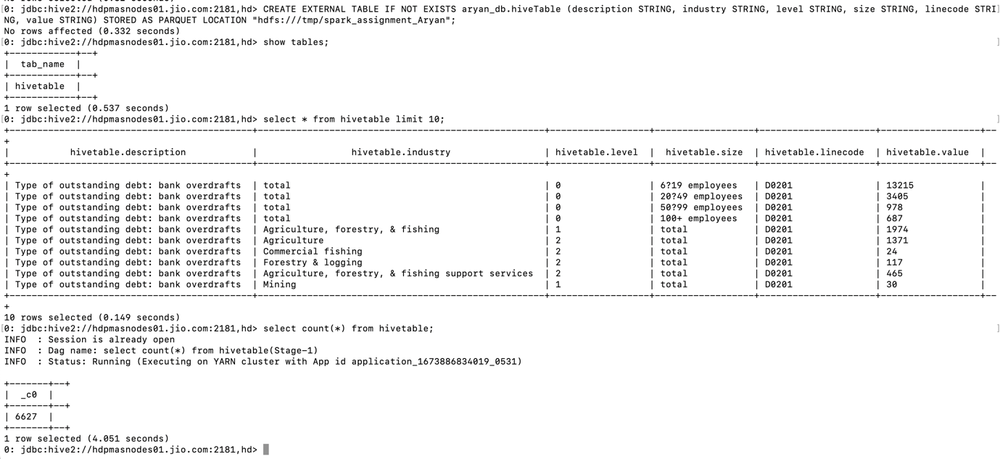 [0: jdbc:hive2://hdpmasnodes01.jio.com:2181,hd> CREATE EXTERNAL TABLE IF NOT EXISTS aryan_db.hiveTable (description STRING, industry STRING, level STRING, size STRING, linecode STRI]
NG, value STRING) STORED AS PARQUET LOCATION "hdfs:///tmp/spark_assignment_Aryan";
No rows affected (0.332 seconds)
[0: jdbc:hive2://hdpmasnodes01.jio.com:2181,hd> show tables; ]
+------------+--+
|  tab_name  |
+------------+--+
| hivetable  |
+------------+--+
1 row selected (0.537 seconds)
[0: jdbc:hive2://hdpmasnodes01.jio.com:2181,hd> select * from hivetable limit 10; ]
+---------------------------------------------+-----------------------------------------------------+------------------+------------------+---------------------+------------------+--
+
|           hivetable.description            |                 hivetable.industry                 | hivetable.level  |  hivetable.size  | hivetable.linecode  | hivetable.value  |
+---------------------------------------------+-----------------------------------------------------+------------------+------------------+---------------------+------------------+--
+
| Type of outstanding debt: bank overdrafts  | total                                              | 0                | 6?19 employees   | D0201               | 13215            |
| Type of outstanding debt: bank overdrafts  | total                                              | 0                | 20?49 employees  | D0201               | 3405             |
| Type of outstanding debt: bank overdrafts  | total                                              | 0                | 50?99 employees  | D0201               | 978              |
| Type of outstanding debt: bank overdrafts  | total                                              | 0                | 100+ employees   | D0201               | 687              |
| Type of outstanding debt: bank overdrafts  | Agriculture, forestry, & fishing                   | 1                | total            | D0201               | 1974             |
| Type of outstanding debt: bank overdrafts  | Agriculture                                        | 2                | total            | D0201               | 1371             |
| Type of outstanding debt: bank overdrafts  | Commercial fishing                                 | 2                | total            | D0201               | 24               |
| Type of outstanding debt: bank overdrafts  | Forestry & logging                                 | 2                | total            | D0201               | 117              |
| Type of outstanding debt: bank overdrafts  | Agriculture, forestry, & fishing support services  | 2                | total            | D0201               | 465              |
| Type of outstanding debt: bank overdrafts  | Mining                                             | 1                | total            | D0201               | 30               |
+---------------------------------------------+-----------------------------------------------------+------------------+------------------+---------------------+------------------+--
+
10 rows selected (0.149 seconds)
[0: jdbc:hive2://hdpmasnodes01.jio.com:2181,hd> select count(*) from hivetable; ]
INFO  : Session is already open
INFO  : Dag name: select count(*) from hivetable(Stage-1)
INFO  : Status: Running (Executing on YARN cluster with App id application_1673886834019_0531)
+-------+--+
|  _c0  |
+-------+--+
| 6627  |
+-------+--+
1 row selected (4.051 seconds)
0: jdbc:hive2://hdpmasnodes01.jio.com:2181,hd>